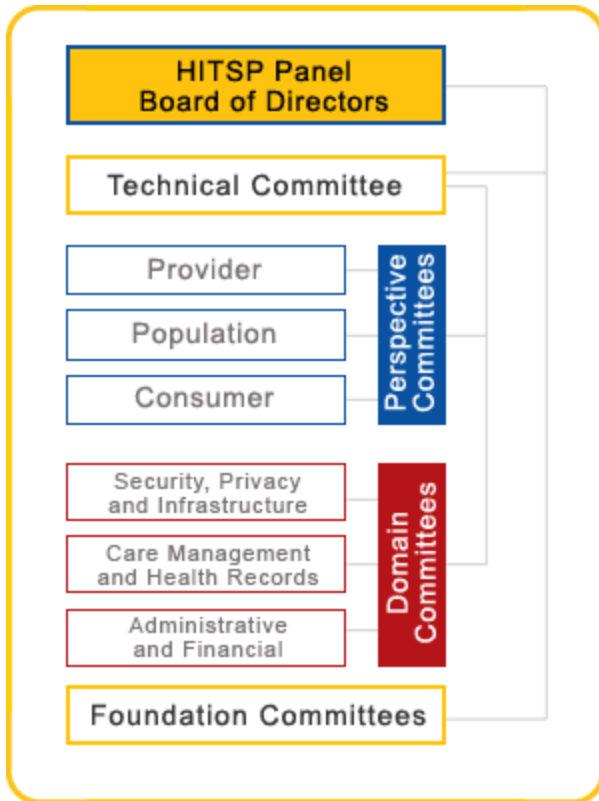 HITSP Panel
Board of Directors
Technical Committee
Provider
Population
Consumer
Perspective
Committees
Security, Privacy
and Infrastructure
Care Management
and Health Records
Administrative
and Financial
Domain
Committees
Foundation Committees